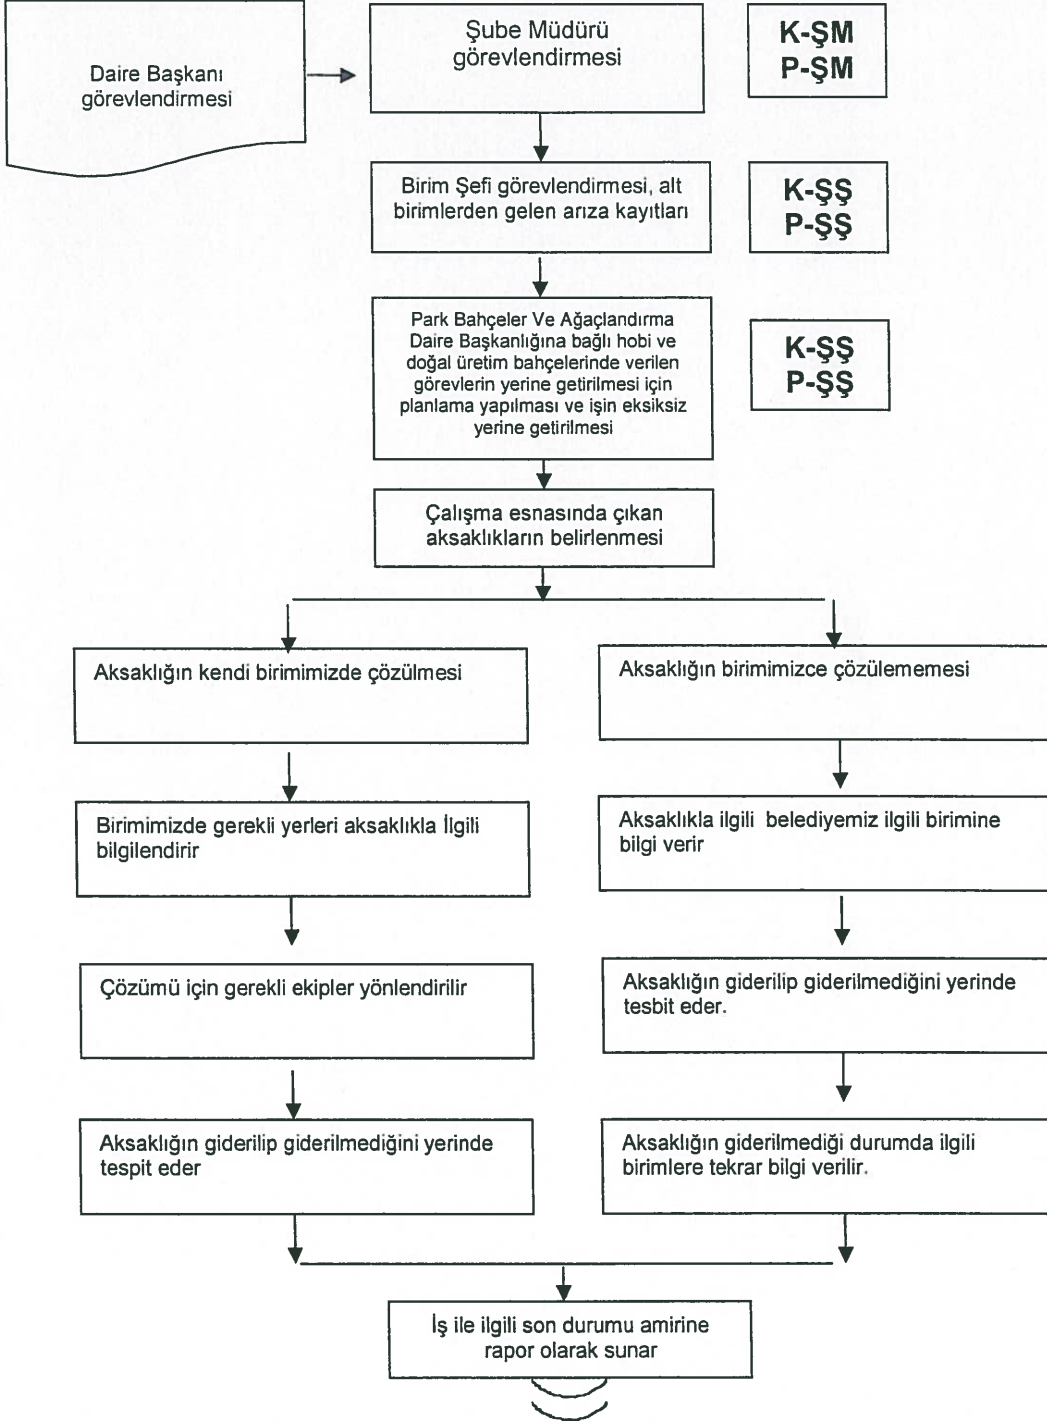 Daire Başkanı
görevlendirmesi
Şube Müdürü
görevlendirmesi
K-ŞM
P-ŞM
Birim Şefi görevlendirmesi, alt
birimlerden gelen arıza kayıtları
K-ŞŞ
P-ŞŞ
Park Bahçeler Ve Ağaçlandırma
Daire Başkanlığına bağlı hobi ve
doğal üretim bahçelerinde verilen
görevlerin yerine getirilmesi için
planlama yapılması ve işin eksiksiz
yerine getirilmesi
K-ŞŞ
P-ŞŞ
Çalışma esnasında çıkan
aksaklıkların belirlenmesi
Aksaklığın kendi birimimizde çözülmesi
Birimimizde gerekli yerleri aksaklıkla İlgili
bilgilendirir
Çözümü için gerekli ekipler yönlendirilir
Aksaklığın giderilip giderilmediğini yerinde
tespit eder
Aksaklığın birimimizce çözülememesi
Aksaklıkla ilgili belediyemiz ilgili birimine
bilgi verir
Aksaklığın giderilip giderilmediğini yerinde
tesbit eder.
Aksaklığın giderilmediği durumda ilgili
birimlere tekrar bilgi verilir.
İş ile ilgili son durumu amirine
rapor olarak sunar